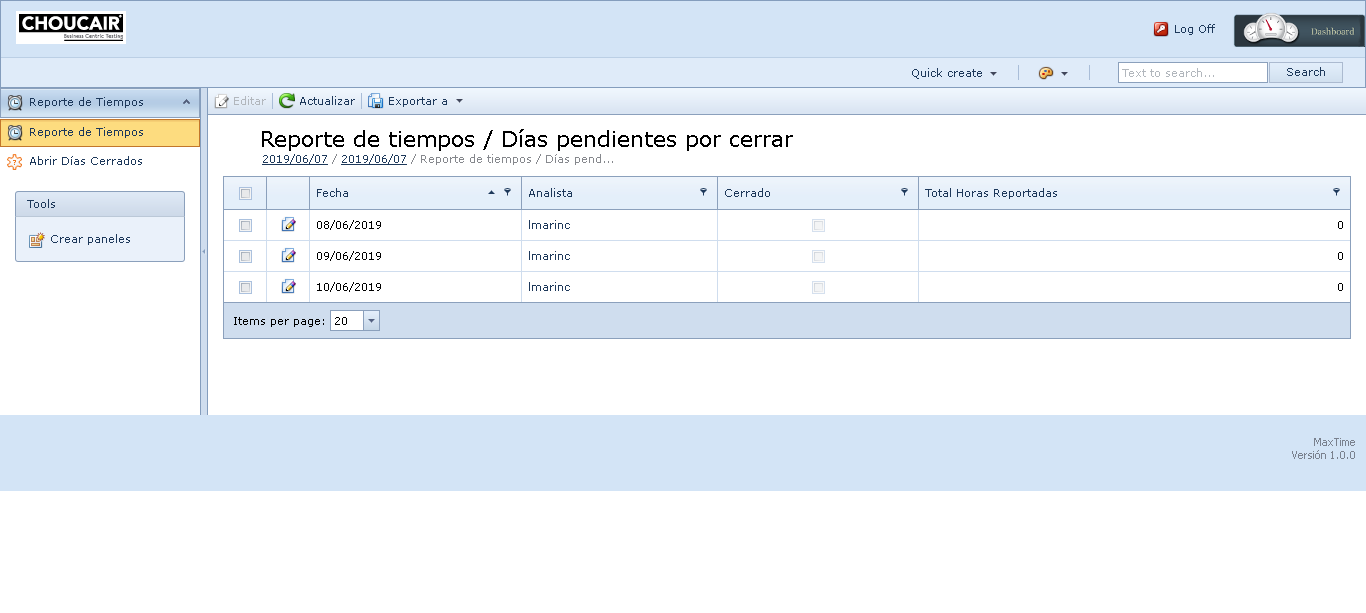 CHOUCAIR
Business Centric Testing
Log Off
Dashboard
Quick create
Text to search...
Search
Reporte de Tiempos
Editar
Actualizar
Exportar a
Reporte de Tiempos
Abrir Días Cerrados
Tools
Crear paneles
Reporte de tiempos / Días pendientes por cerrar
2019/06/07 / 2019/06/07 / Reporte de tiempos / Días pend...
Fecha Analista Cerrado Total Horas Reportadas
08/06/2019 lmarinc 0
09/06/2019 lmarinc 0
10/06/2019 lmarinc 0
Items per page: 20
MaxTime
Versión 1.0.0